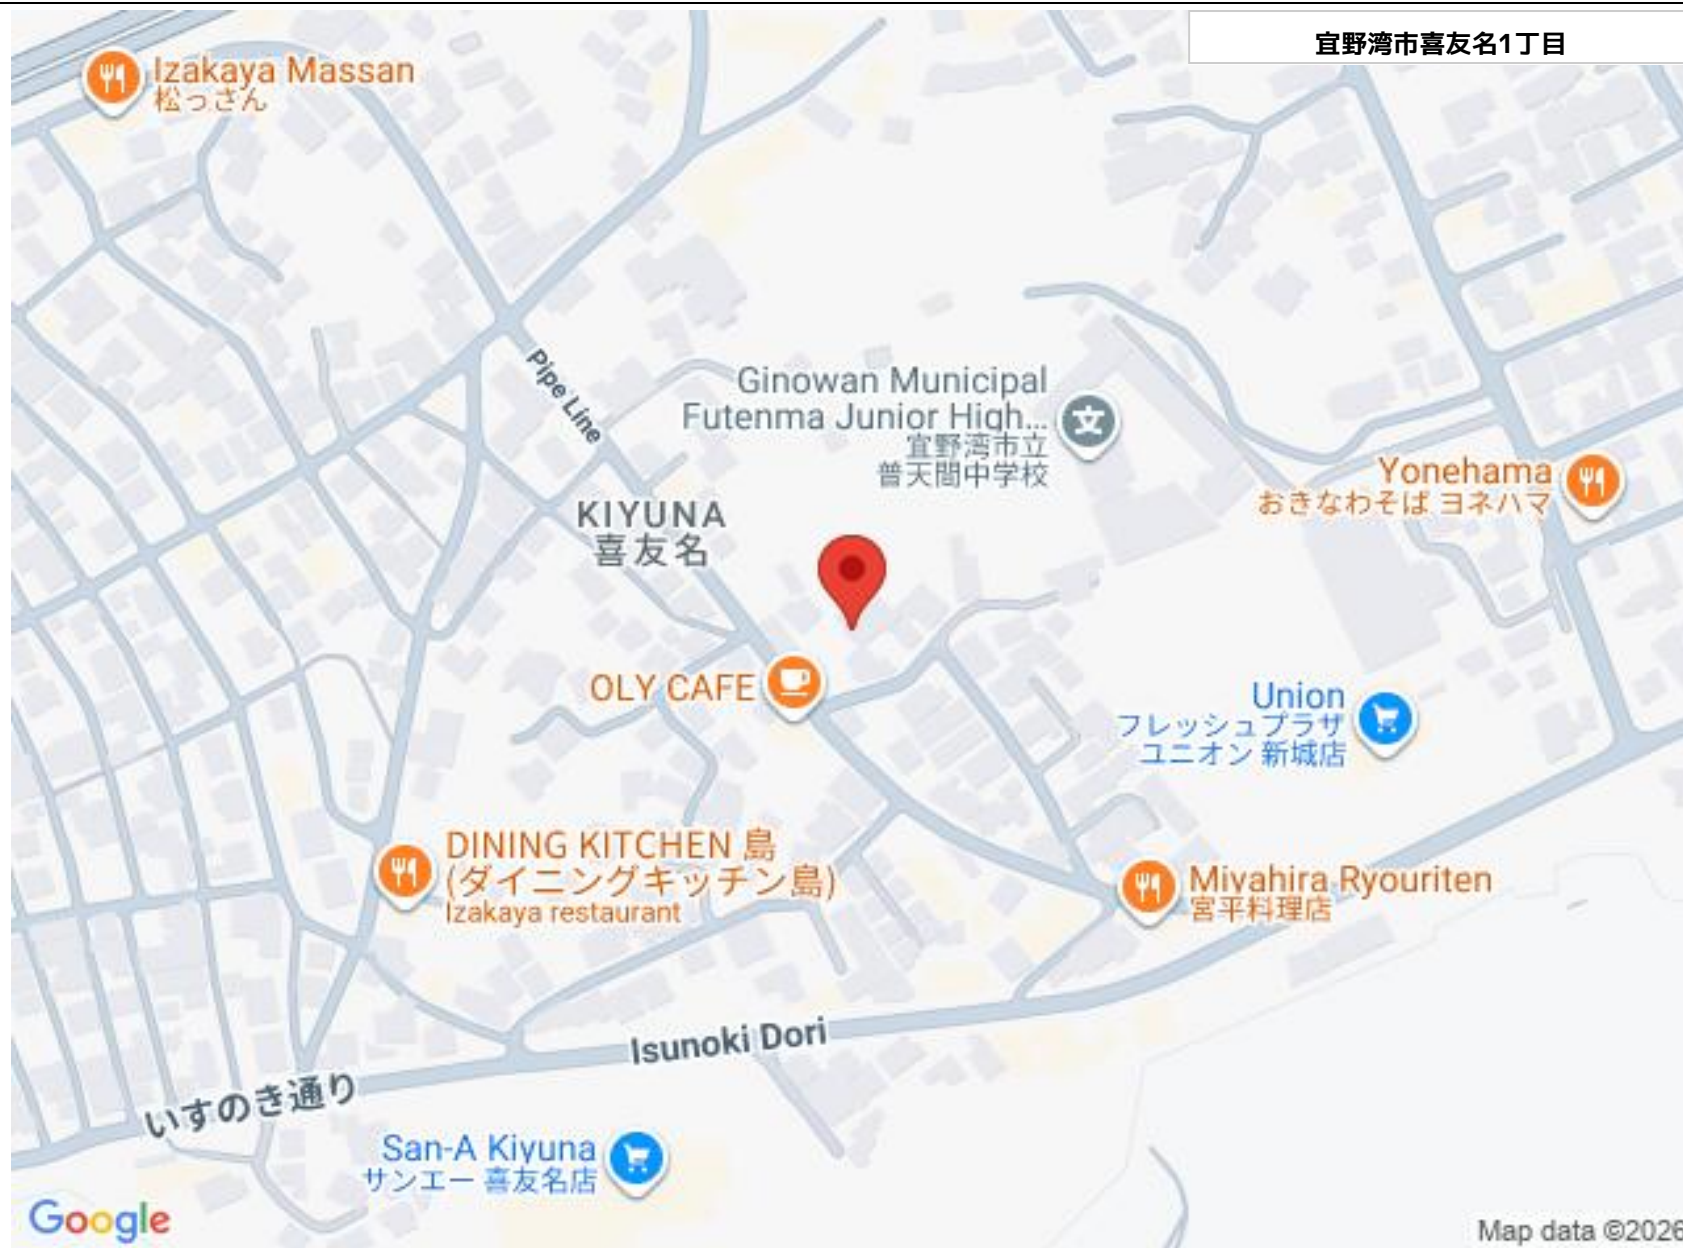 宜野湾市喜友名1丁目
Izakaya Massan
松っさん
Pipe Line
Ginowan Municipal
Futenma Junior High...
宜野湾市立
普天間中学校
Yonehama
おきなわそば ヨネハマ
KIYUNA
喜友名
OLY CAFE
Union
フレッシュプラザ
ユニオン 新城店
DINING KITCHEN 島
(ダイニングキッチン島)
Izakaya restaurant
Miyahira Ryouriten
宮平料理店
Isunoki Dori
いすのき通り
San-A Kiyuna
サンエー 喜友名店
Google
Map data ©2026
文